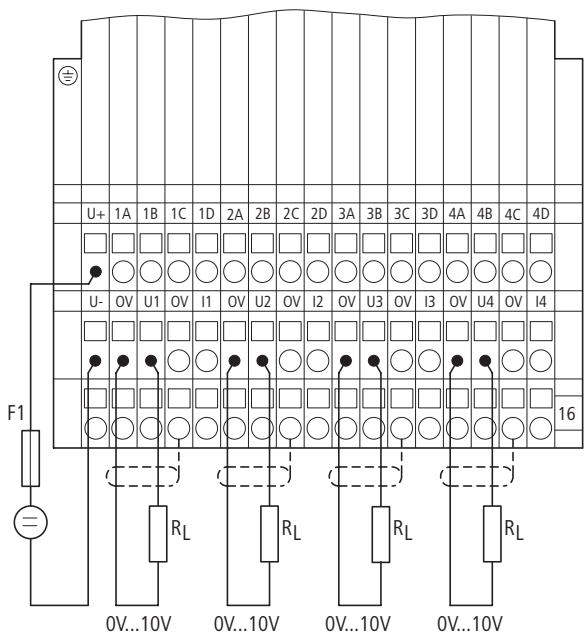 U+ 1A 1B 1C 1D 2A 2B 2C 2D 3A 3B 3C 3D 4A 4B 4C 4D
U- 0V U1 0V I1 0V U2 0V I2 0V U3 0V I3 0V U4 0V I4
F1
16
RL RL RL RL
0V...10V 0V...10V 0V...10V 0V...10V